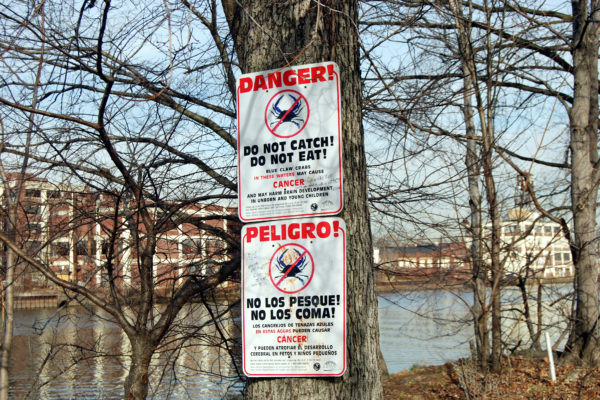 DANGER!
DO NOT CATCH!
DO NOT EAT!
BLUE CLAW CRABS
IN THESE WATERS MAY CAUSE
CANCER
AND MAY HARM BRAIN DEVELOPMENT
IN UNBORN AND YOUNG CHILDREN
PELIGRO!
NO LOS PESQUE!
NO LOS COMA!
LOS CANGREJOS DE TENAZAS AZULES
EN ESTAS AGUAS PUEDEN CAUSAR
CANCER
Y PUEDEN ATROFIAR EL DESARROLLO
CEREBRAL EN FETOS Y NIÑOS PEQUEÑOS